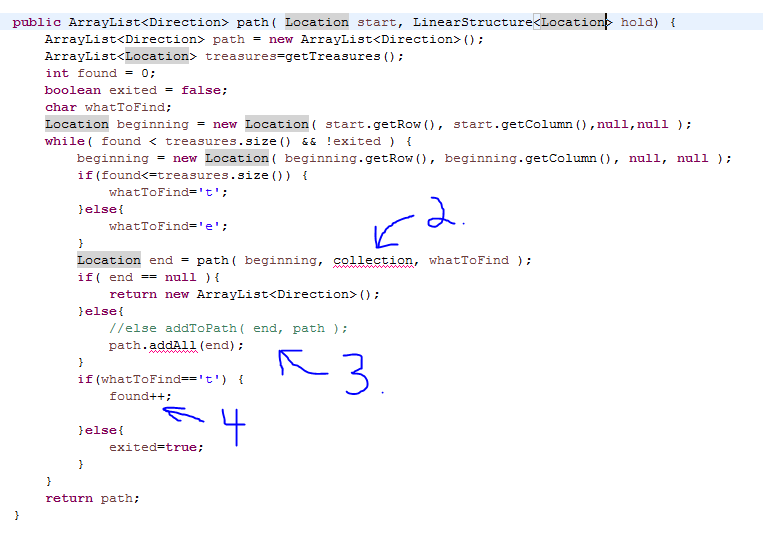 public ArrayList<Direction> path( Location start, LinearStructure<Location> hold) {
ArrayList<Direction> path = new ArrayList<Direction>();
ArrayList<Location> treasures=getTreasures();
int found = 0;
boolean exited = false;
char whatToFind;
Location beginning = new Location( start.getRow(), start.getColumn(),null,null );
while( found < treasures.size() && !exited ) {
beginning = new Location( beginning.getRow(), beginning.getColumn(), null, null );
if(found<=treasures.size()) {
whatToFind='t';
}else{
whatToFind='e';
2.
}
Location end = path( beginning, collection, whatToFind );
if( end == null ){
return new ArrayList<Direction>();
}else{
//else addToPath( end, path );
path.addAll(end);
}
3.
if(whatToFind=='t') {
found++;
4
}else{
exited=true;
}
}
return path;
}